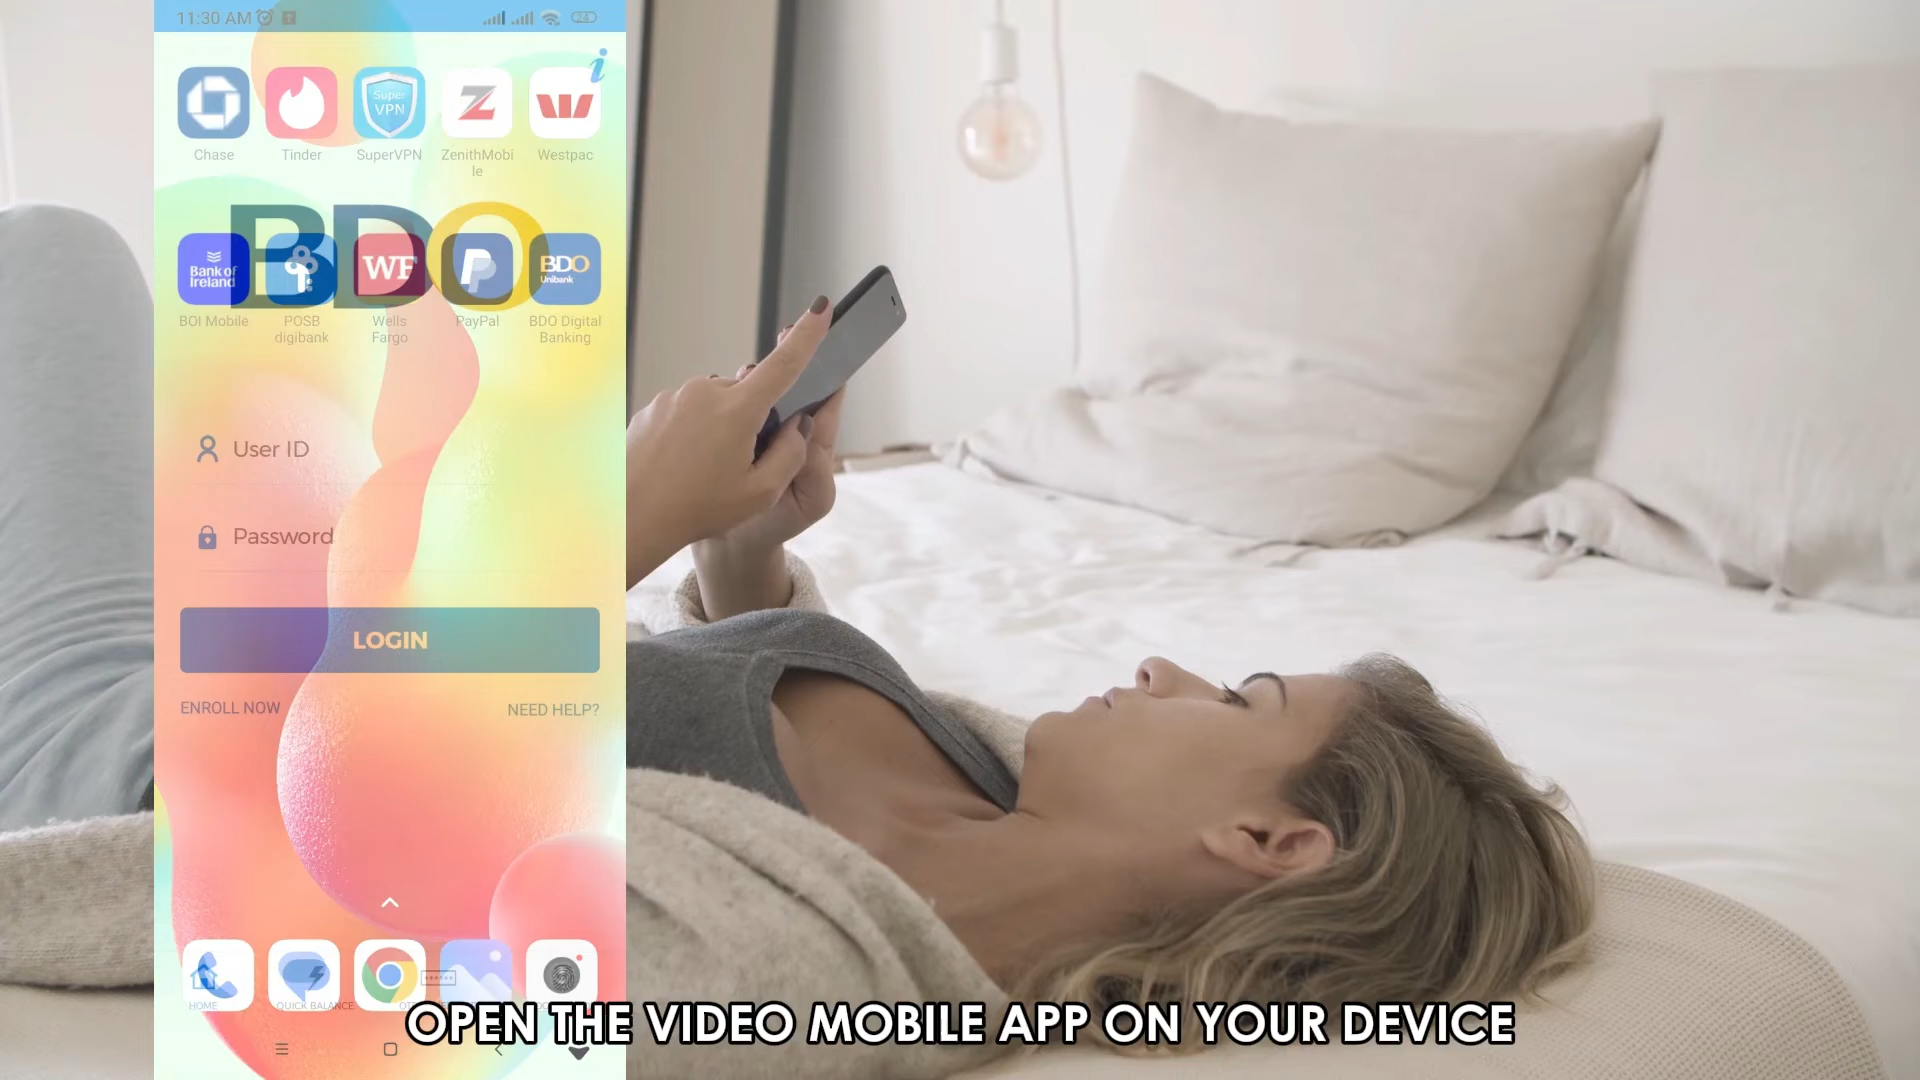 11:30 AM
24
i
Chase
Tinder
Super
VPN
SuperVPN
ZenithMobi
le
Westpac
BDO
Bank of
Ireland
WF
BDO
Unibank
BOI Mobile
POSB
digibank
Wells
Fargo
PayPal
BDO Digital
Banking
User ID
Password
LOGIN
ENROLL NOW
NEED HELP?
HOME
QUICK BALANCE
OPEN THE VIDEO MOBILE APP ON YOUR DEVICE